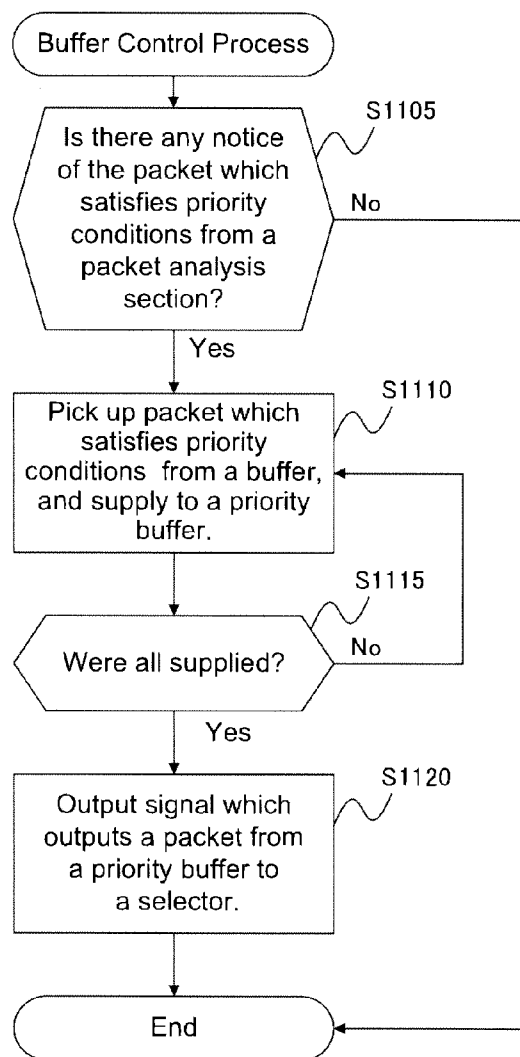 Buffer Control Process
S1105
Is there any notice
of the packet which
satisfies priority
conditions from a
packet analysis
section?
No
Yes
S1110
Pick up packet which
satisfies priority
conditions from a buffer,
and supply to a priority
buffer.
S1115
Were all supplied?
No
Yes
S1120
Output signal which
outputs a packet from
a priority buffer to
a selector.
End